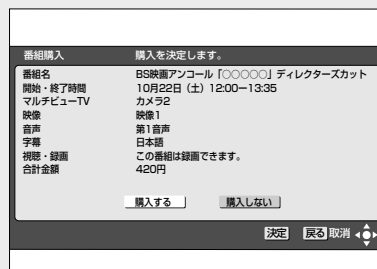 番組購入 購入を決定します。
番組名 BS映画アンコール「○○○○○」ディレクターズカット
開始・終了時間 10月22日（土）12:00ー13:35
マルチビューTV カメラ2
映像 映像1
音声 第1音声
字幕 日本語
視聴・録画 この番組は録画できます。
合計金額 420円
購入する 購入しない
決定 戻る 取消